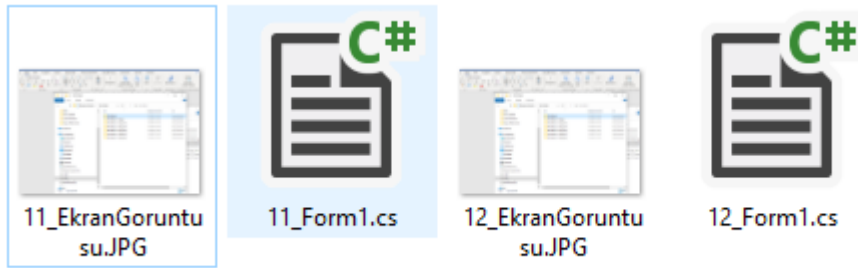 C#
C#
11_EkranGoruntu
su.JPG
11_Form1.cs
12_EkranGoruntu
su.JPG
12_Form1.cs